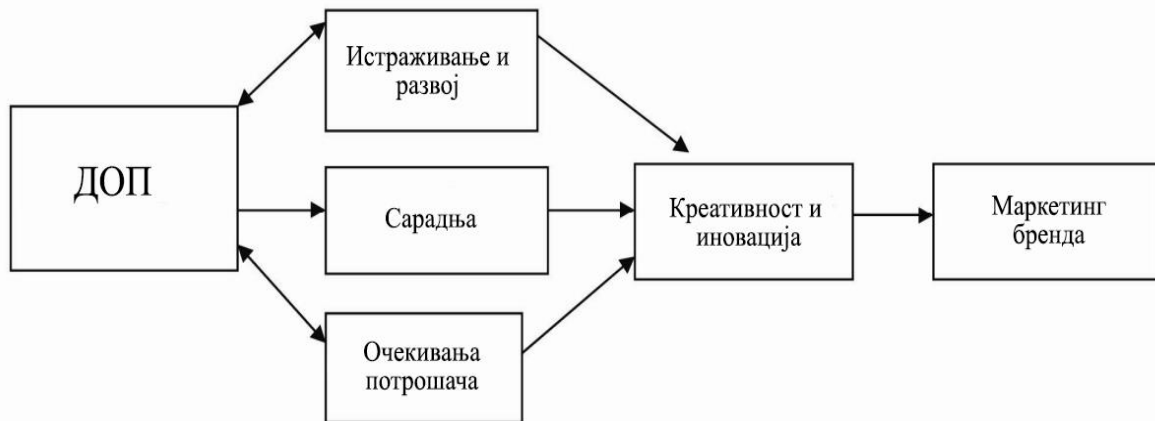 ДОП
Истраживање и
развој
Сарадња
Очекивања
потрошача
Креативност и
иновација
Маркетинг
бренда